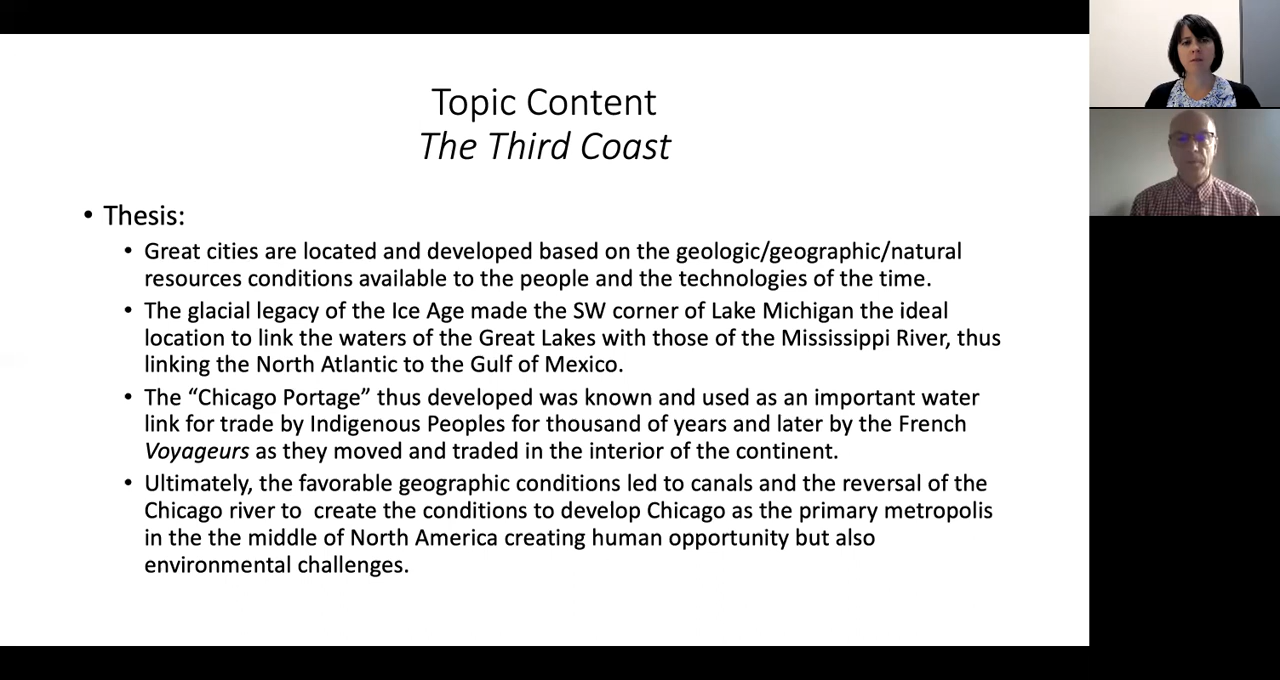 Topic Content
The Third Coast
• Thesis:
• Great cities are located and developed based on the geologic/geographic/natural
resources conditions available to the people and the technologies of the time.
• The glacial legacy of the Ice Age made the SW corner of Lake Michigan the ideal
location to link the waters of the Great Lakes with those of the Mississippi River, thus
linking the North Atlantic to the Gulf of Mexico.
• The “Chicago Portage” thus developed was known and used as an important water
link for trade by Indigenous Peoples for thousand of years and later by the French
Voyageurs as they moved and traded in the interior of the continent.
• Ultimately, the favorable geographic conditions led to canals and the reversal of the
Chicago river to  create the conditions to develop Chicago as the primary metropolis
in the the middle of North America creating human opportunity but also
environmental challenges.